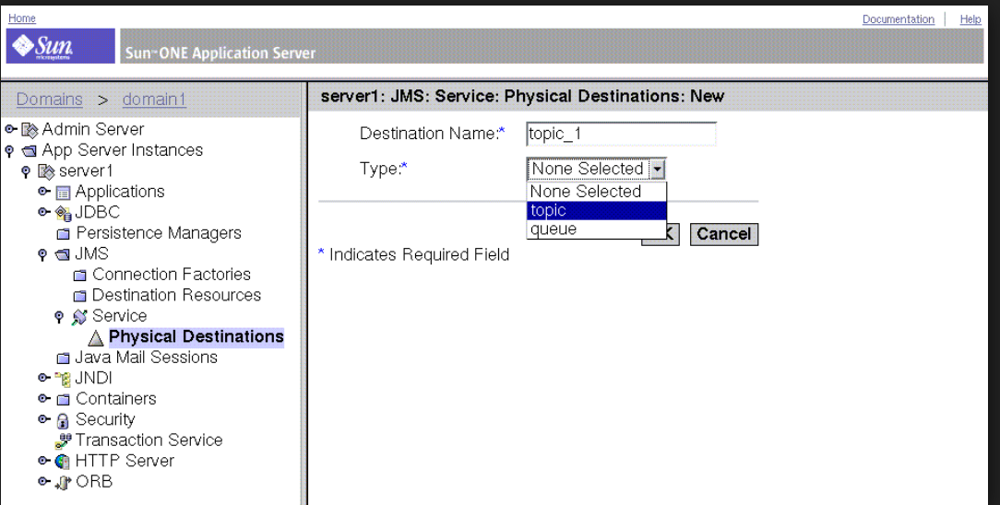 Home
Documentation | Help
Sun
microsystems
Sun™ ONE Application Server
Domains > domain1
server1: JMS: Service: Physical Destinations: New
Admin Server
App Server Instances
server1
Applications
JDBC
Persistence Managers
JMS
Connection Factories
Destination Resources
Service
Physical Destinations
Java Mail Sessions
JNDI
Containers
Security
Transaction Service
HTTP Server
ORB
Destination Name:* topic_1
Type:* None Selected
None Selected
topic
queue
Cancel
* Indicates Required Field